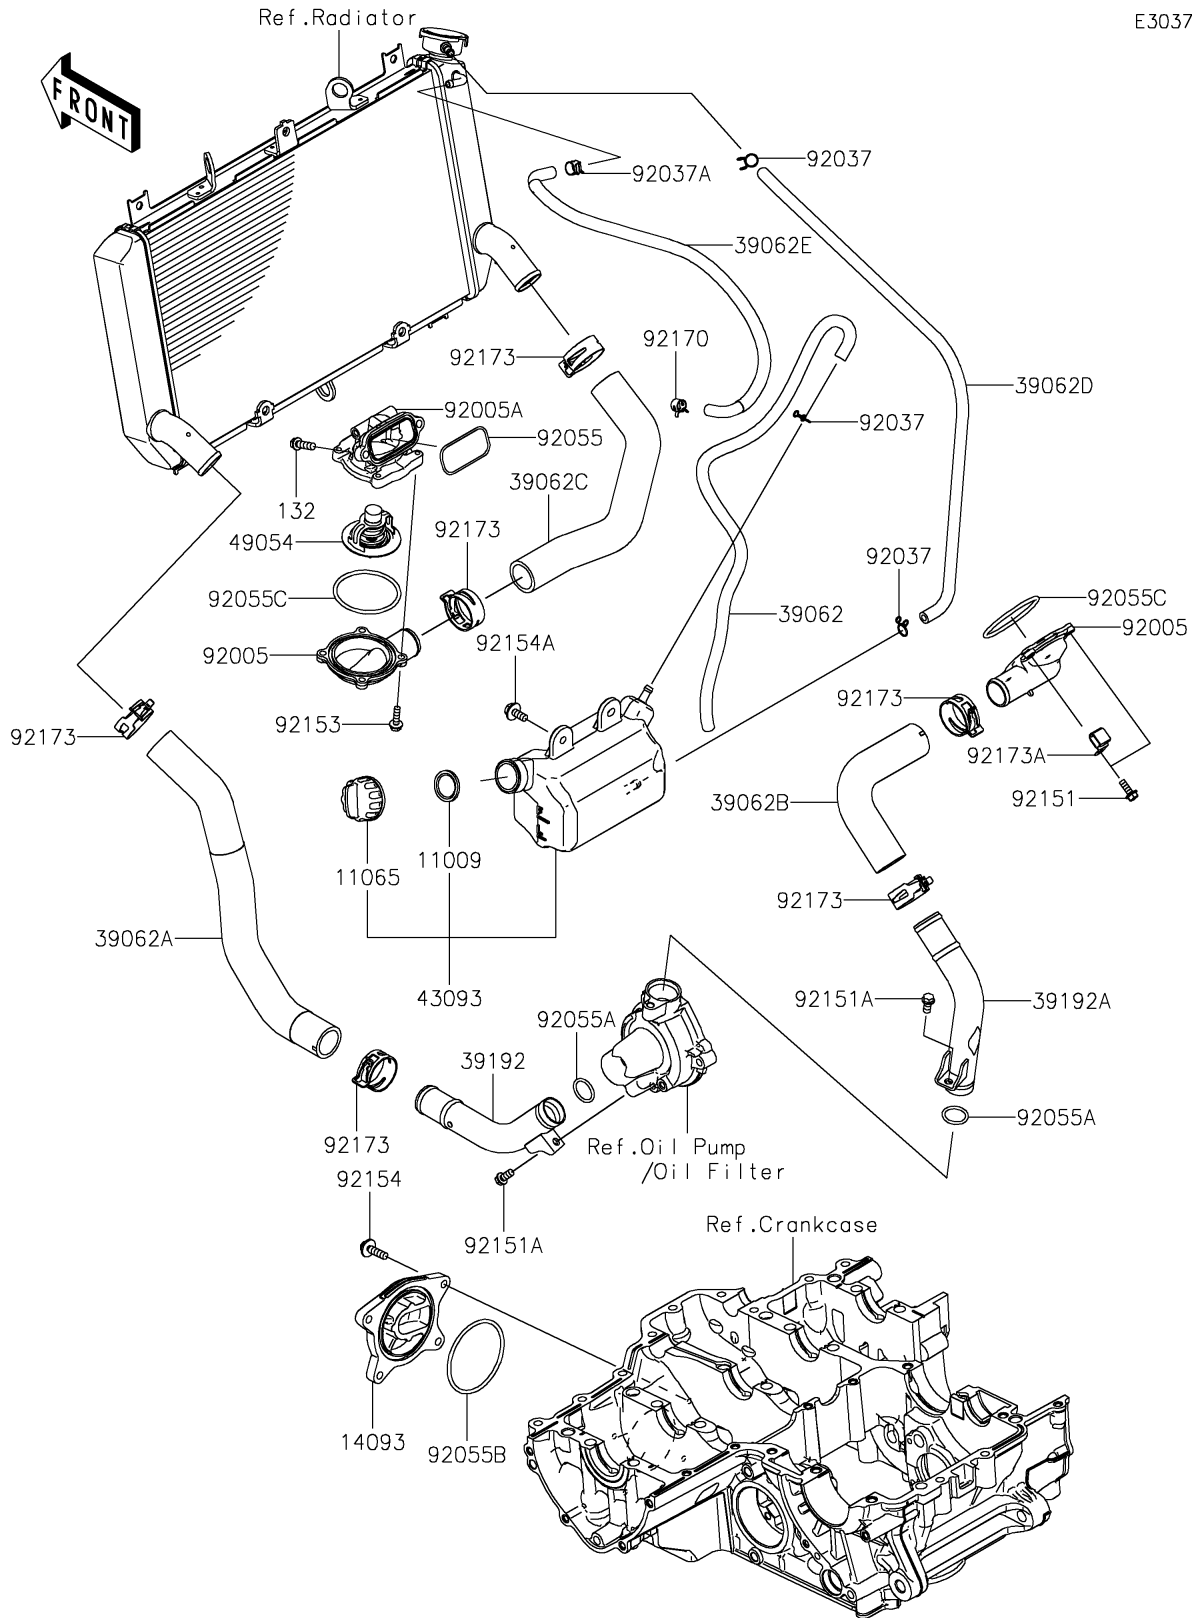 Ref.Radiator
E3037
FRONT
92037
92037A
39062E
92170
92173
39062D
92005A
92037
92055
39062C
132
92173
49054
92037
92055C
92055C
39062
92005
92154A
92005
92173
92153
92173
92173A
92151
39062B
11009
11065
92173
39062A
43093
92151A
39192A
92055A
39192
92055A
92173
Ref.Oil Pump
/Oil Filter
92154
92151A
Ref.Crankcase
14093
92055B